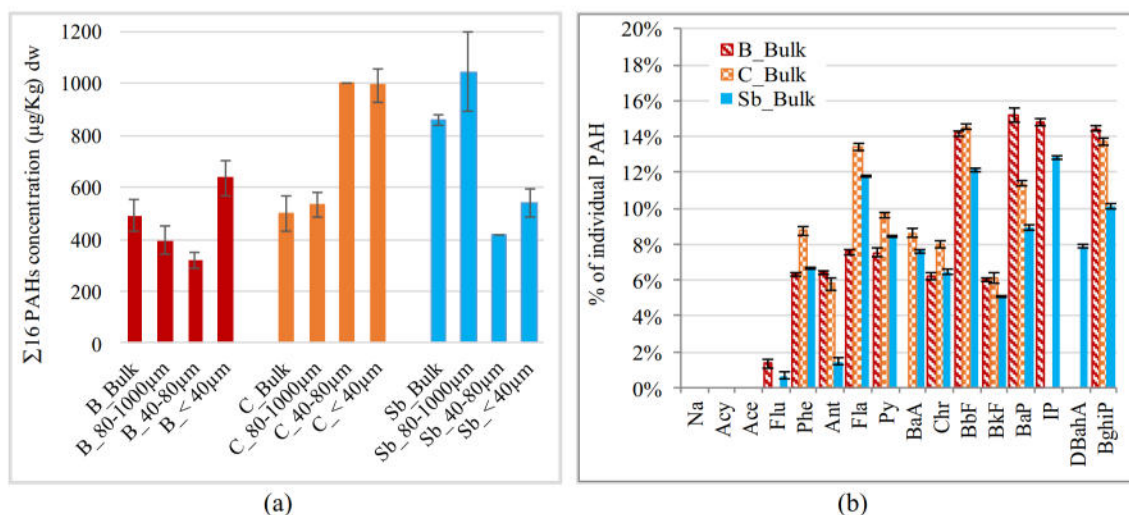 ∑16 PAHs concentration (µg/Kg) dw
1200
1000
800
600
400
200
0
B_Bulk
B_80-1000µm
B_40-80µm
B_< 40µm
C_Bulk
C_80-1000µm
C_40-80µm
C_< 40µm
Sb_Bulk
Sb_80-1000µm
Sb_40-80µm
Sb_< 40µm
(a)
% of individual PAH
20%
18%
16%
14%
12%
10%
8%
6%
4%
2%
0%
B_Bulk
C_Bulk
Sb_Bulk
Na
Acy
Ace
Flu
Phe
Ant
Fla
Py
BaA
Chr
BbF
BkF
BaP
IP
DBahA
BghiP
(b)